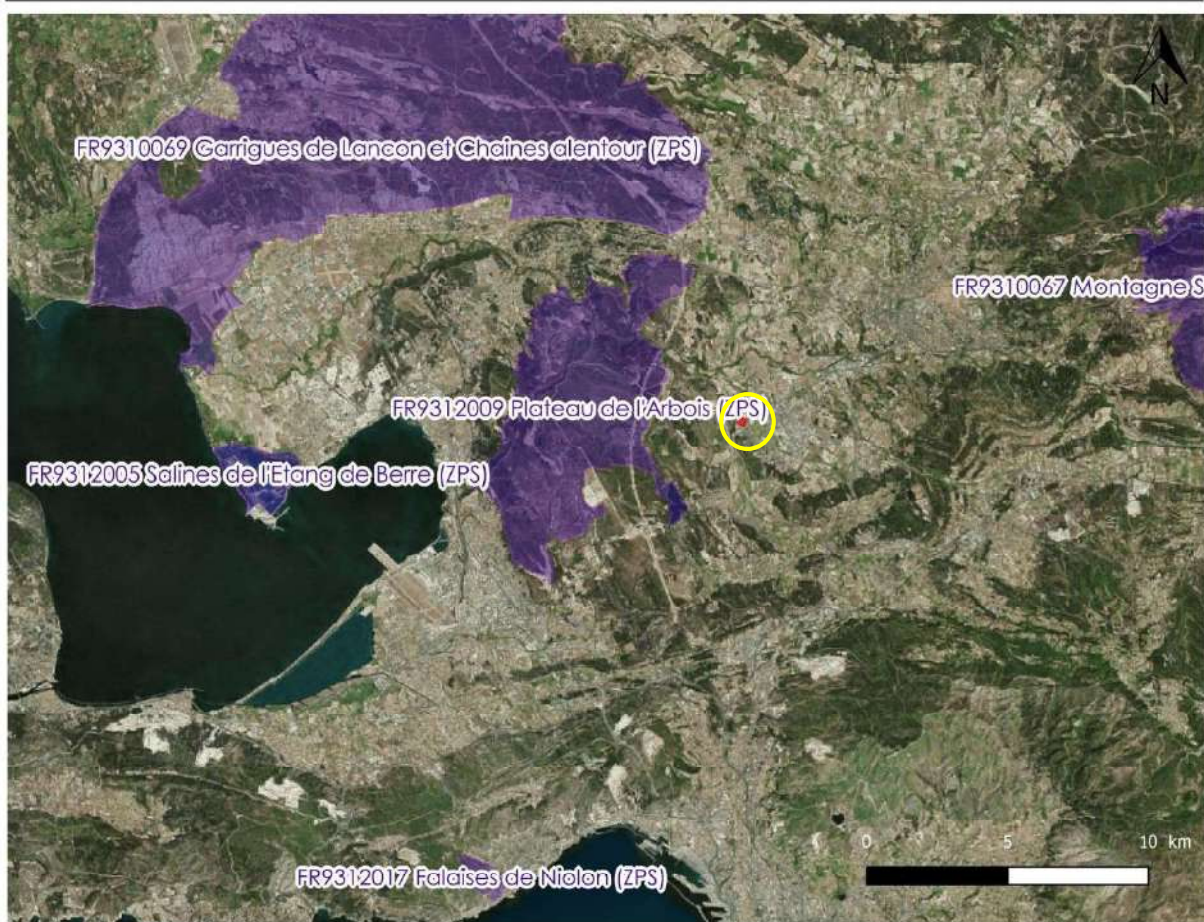 N
FR9310069 Garrigues de Lancon et Chaines alentour (ZPS)
FR9310067 Montagne S
FR9312009 Plateau de l'Arbois (ZPS)
FR9312005 Salines de l'Etang de Berre (ZPS)
0 5 10 km
FR9312017 Falaises de Niolon (ZPS)